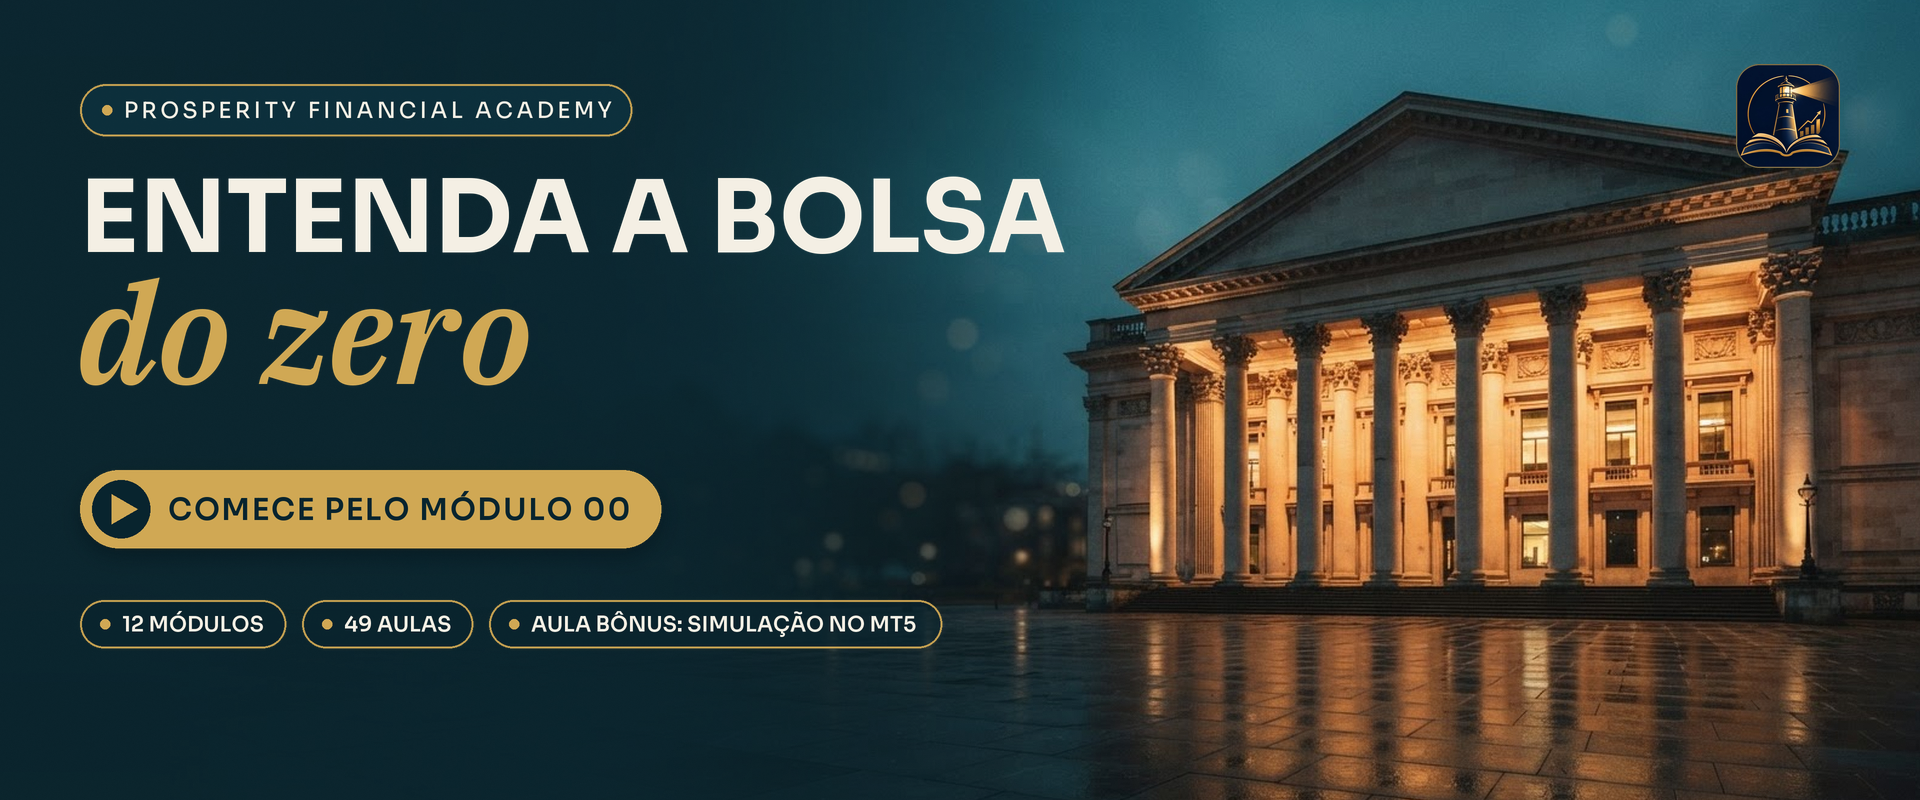 PROSPERITY FINANCIAL ACADEMY
ENTENDA A BOLSA
do zero
COMECE PELO MÓDULO 00
12 MÓDULOS
49 AULAS
AULA BÔNUS: SIMULAÇÃO NO MT5